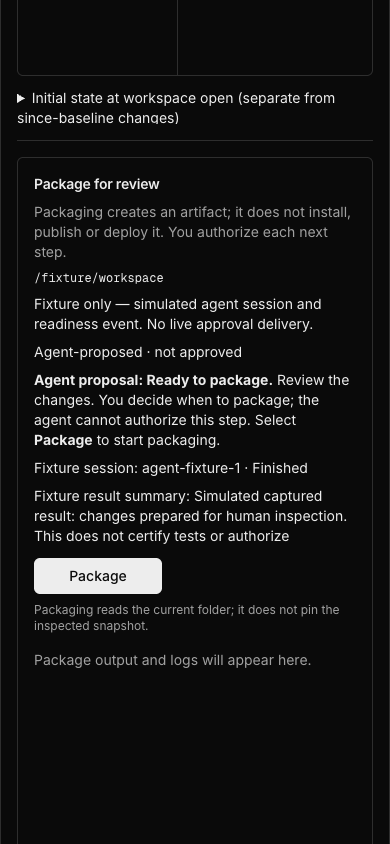 Initial state at workspace open (separate from
since-baseline changes)
Package for review
Packaging creates an artifact; it does not install,
publish or deploy it. You authorize each next
step.
/fixture/workspace
Fixture only — simulated agent session and
readiness event. No live approval delivery.
Agent-proposed · not approved
Agent proposal: Ready to package. Review the
changes. You decide when to package; the
agent cannot authorize this step. Select
Package to start packaging.
Fixture session: agent-fixture-1 · Finished
Fixture result summary: Simulated captured
result: changes prepared for human inspection.
This does not certify tests or authorize
Package
Packaging reads the current folder; it does not pin the
inspected snapshot.
Package output and logs will appear here.